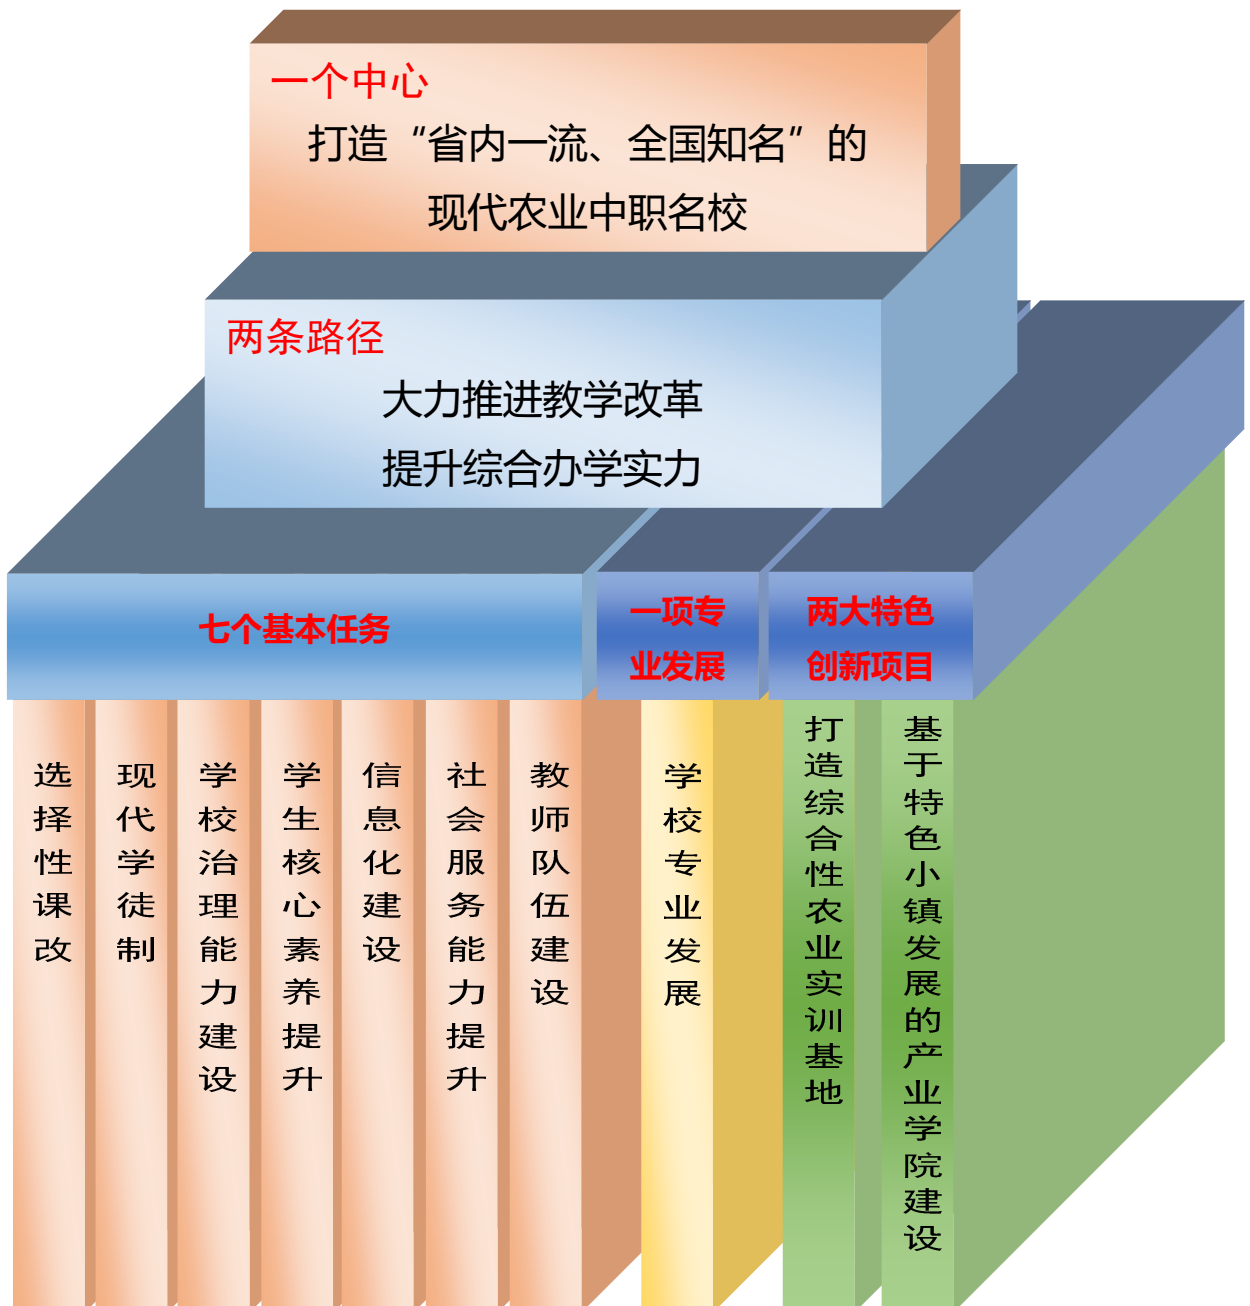 一个中心
打造“省内一流、全国知名”的
现代农业中职名校
两条路径
大力推进教学改革
提升综合办学实力
七个基本任务
一项专
业发展
两大特色
创新项目
选择性课改
现代学徒制
学校治理能力建设
学生核心素养提升
信息化建设
社会服务能力提升
教师队伍建设
学校专业发展
打造综合性农业实训基地
基于特色小镇发展的产业学院建设